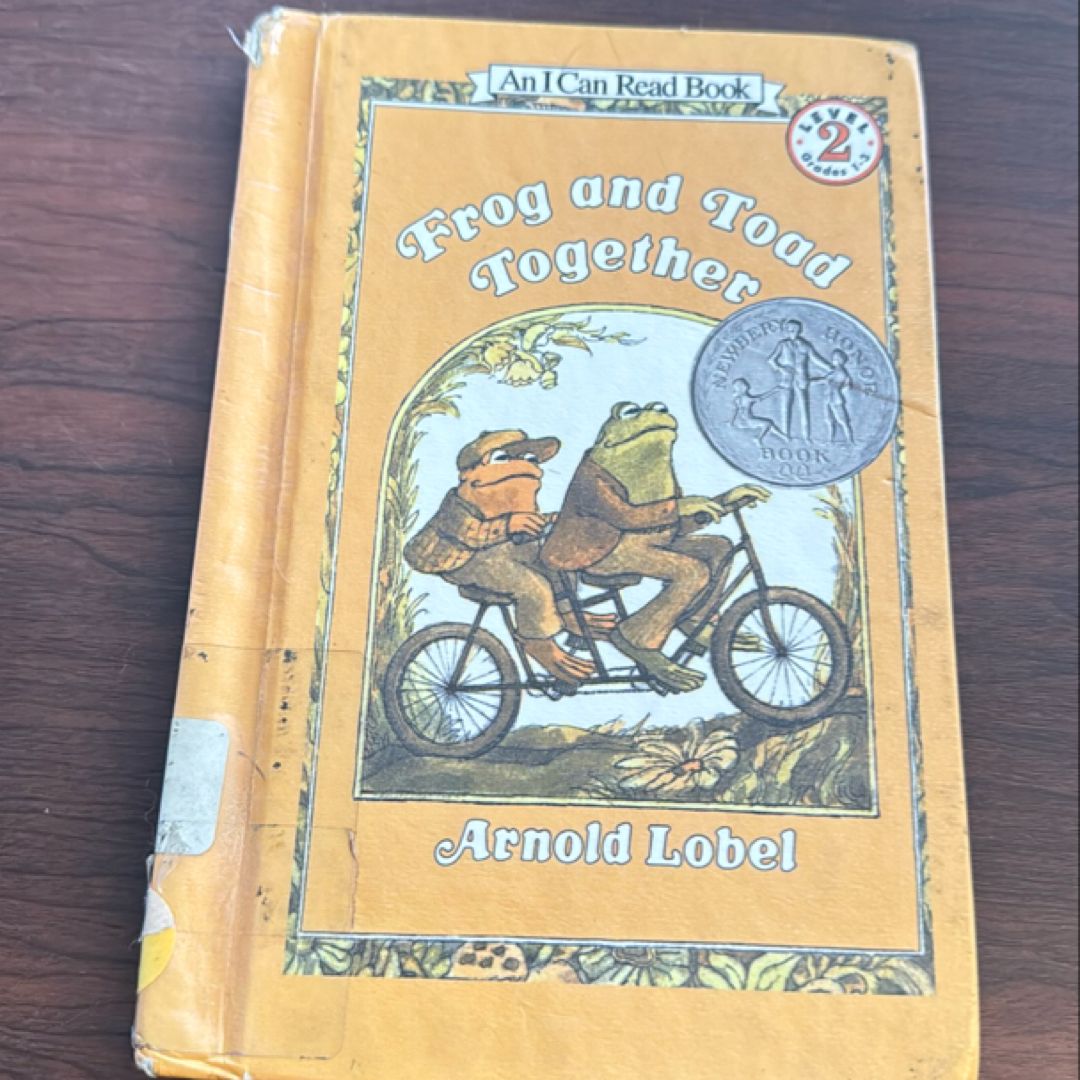 An I Can Read Book
LEVEL
2
Grades 1-3
Frog and Toad
Together
NEWBERY HONOR
BOOK
Arnold Lobel